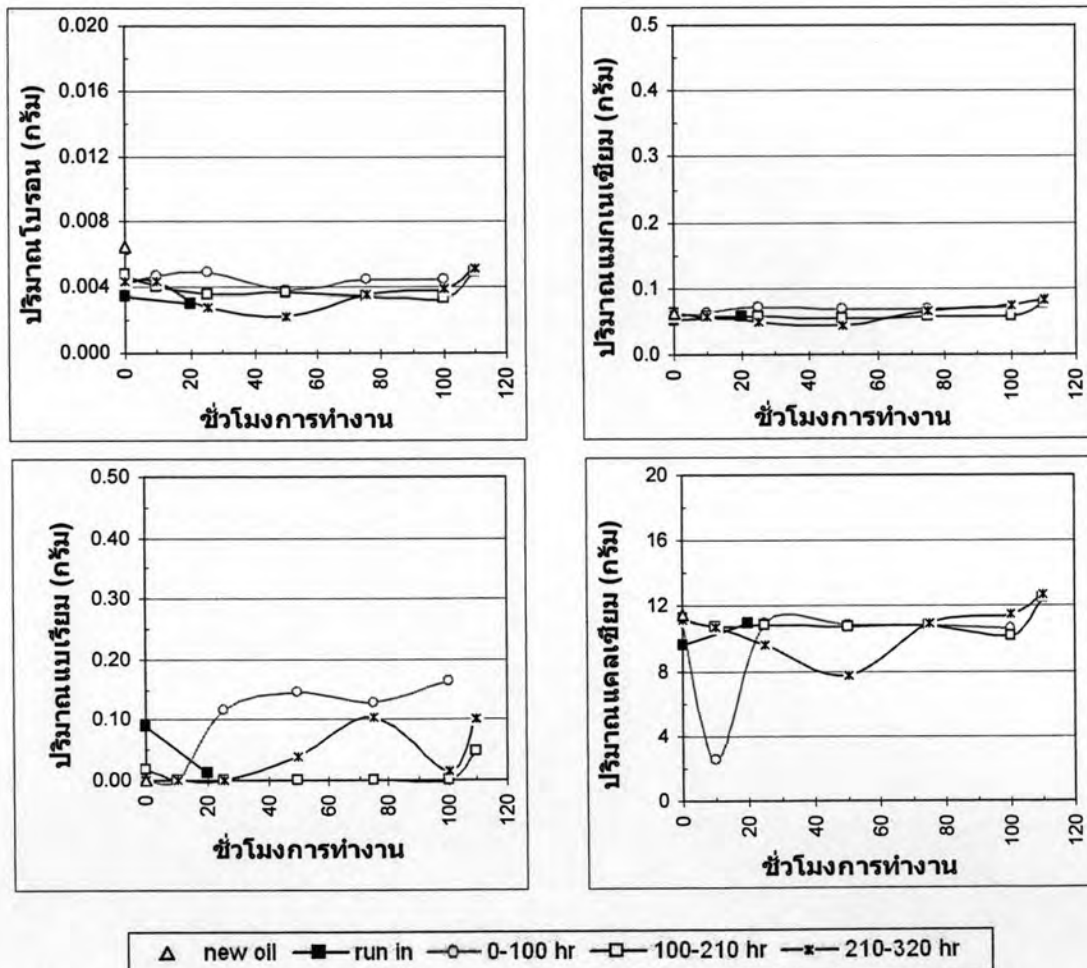 ปริมาณโบรอน (กรัม)
0.020
0.016
0.012
0.008
0.004
0.000
0 20 40 60 80 100 120
ชั่วโมงการทำงาน
ปริมาณแมกเนเซียม (กรัม)
0.5
0.4
0.3
0.2
0.1
0.0
0 20 40 60 80 100 120
ชั่วโมงการทำงาน
ปริมาณแบเรียม (กรัม)
0.50
0.40
0.30
0.20
0.10
0.00
0 20 40 60 80 100 120
ชั่วโมงการทำงาน
ปริมาณแคลเซียม (กรัม)
20
16
12
8
4
0
0 20 40 60 80 100 120
ชั่วโมงการทำงาน
new oil run in 0-100 hr 100-210 hr 210-320 hr